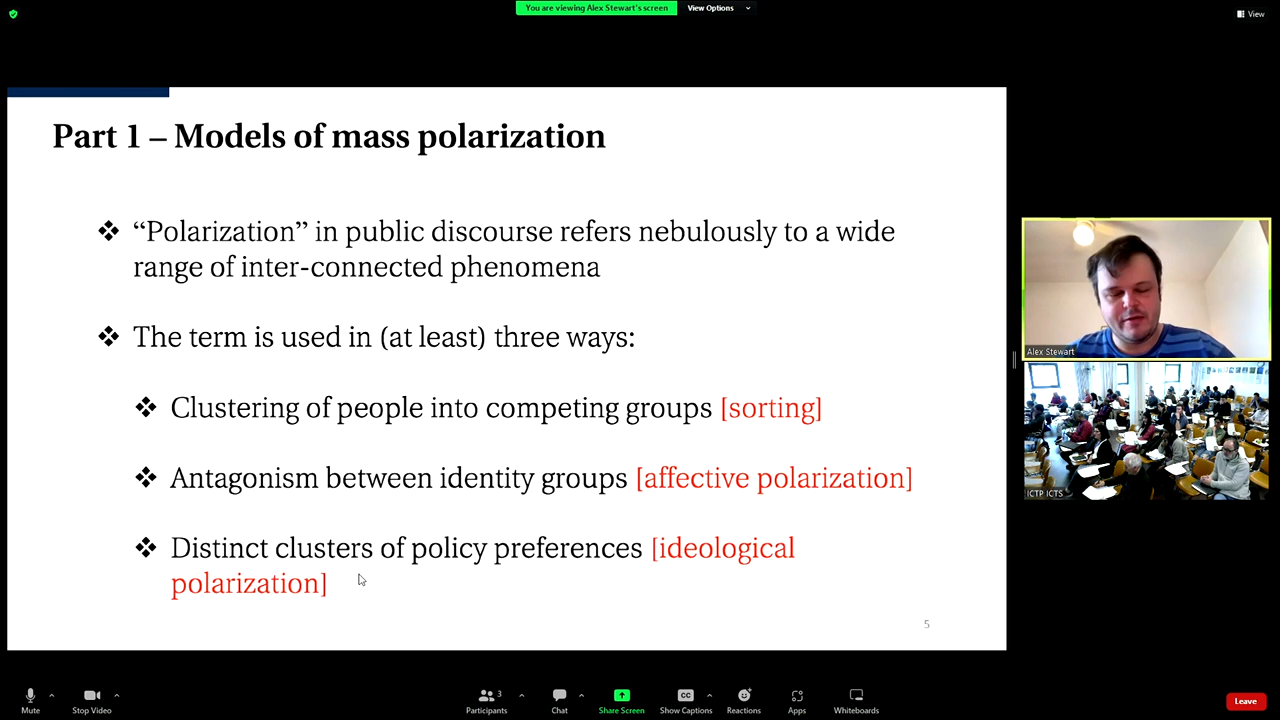 You are viewing Alex Stewart's screen
View Options
View
Part 1 – Models of mass polarization
“Polarization” in public discourse refers nebulously to a wide
range of inter-connected phenomena
The term is used in (at least) three ways:
Clustering of people into competing groups [sorting]
Antagonism between identity groups [affective polarization]
Distinct clusters of policy preferences [ideological
polarization]
5
Alex Stewart
ICTP ICTS
Mute
Stop Video
Participants
3
Chat
Share Screen
CC
Show Captions
Reactions
Apps
Whiteboards
Leave